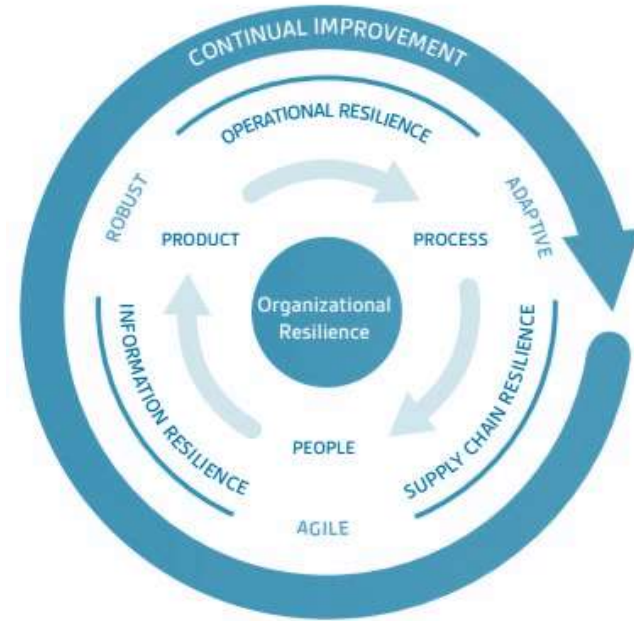 CONTINUAL IMPROVEMENT
OPERATIONAL RESILIENCE
ROBUST
ADAPTIVE
PRODUCT
PROCESS
Organizational
Resilience
INFORMATION RESILIENCE
SUPPLY CHAIN RESILIENCE
PEOPLE
AGILE